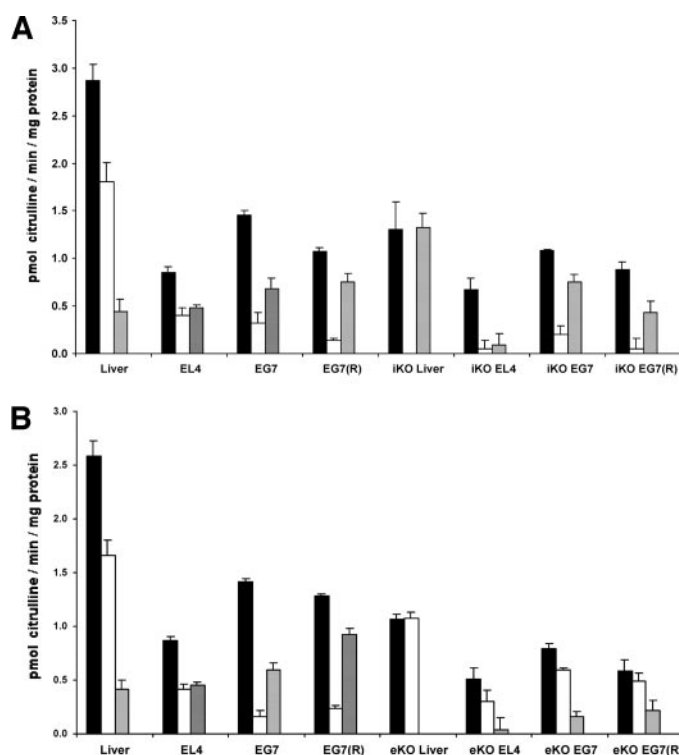 A
pmol citrulline / min / mg protein
3.5
3.0
2.5
2.0
1.5
1.0
0.5
0.0
Liver EL4 EG7 EG7(R) iKO Liver iKO EL4 iKO EG7 iKO EG7(R)
B
pmol citrulline / min / mg protein
3.0
2.5
2.0
1.5
1.0
0.5
0.0
Liver EL4 EG7 EG7(R) eKO Liver eKO EL4 eKO EG7 eKO EG7(R)